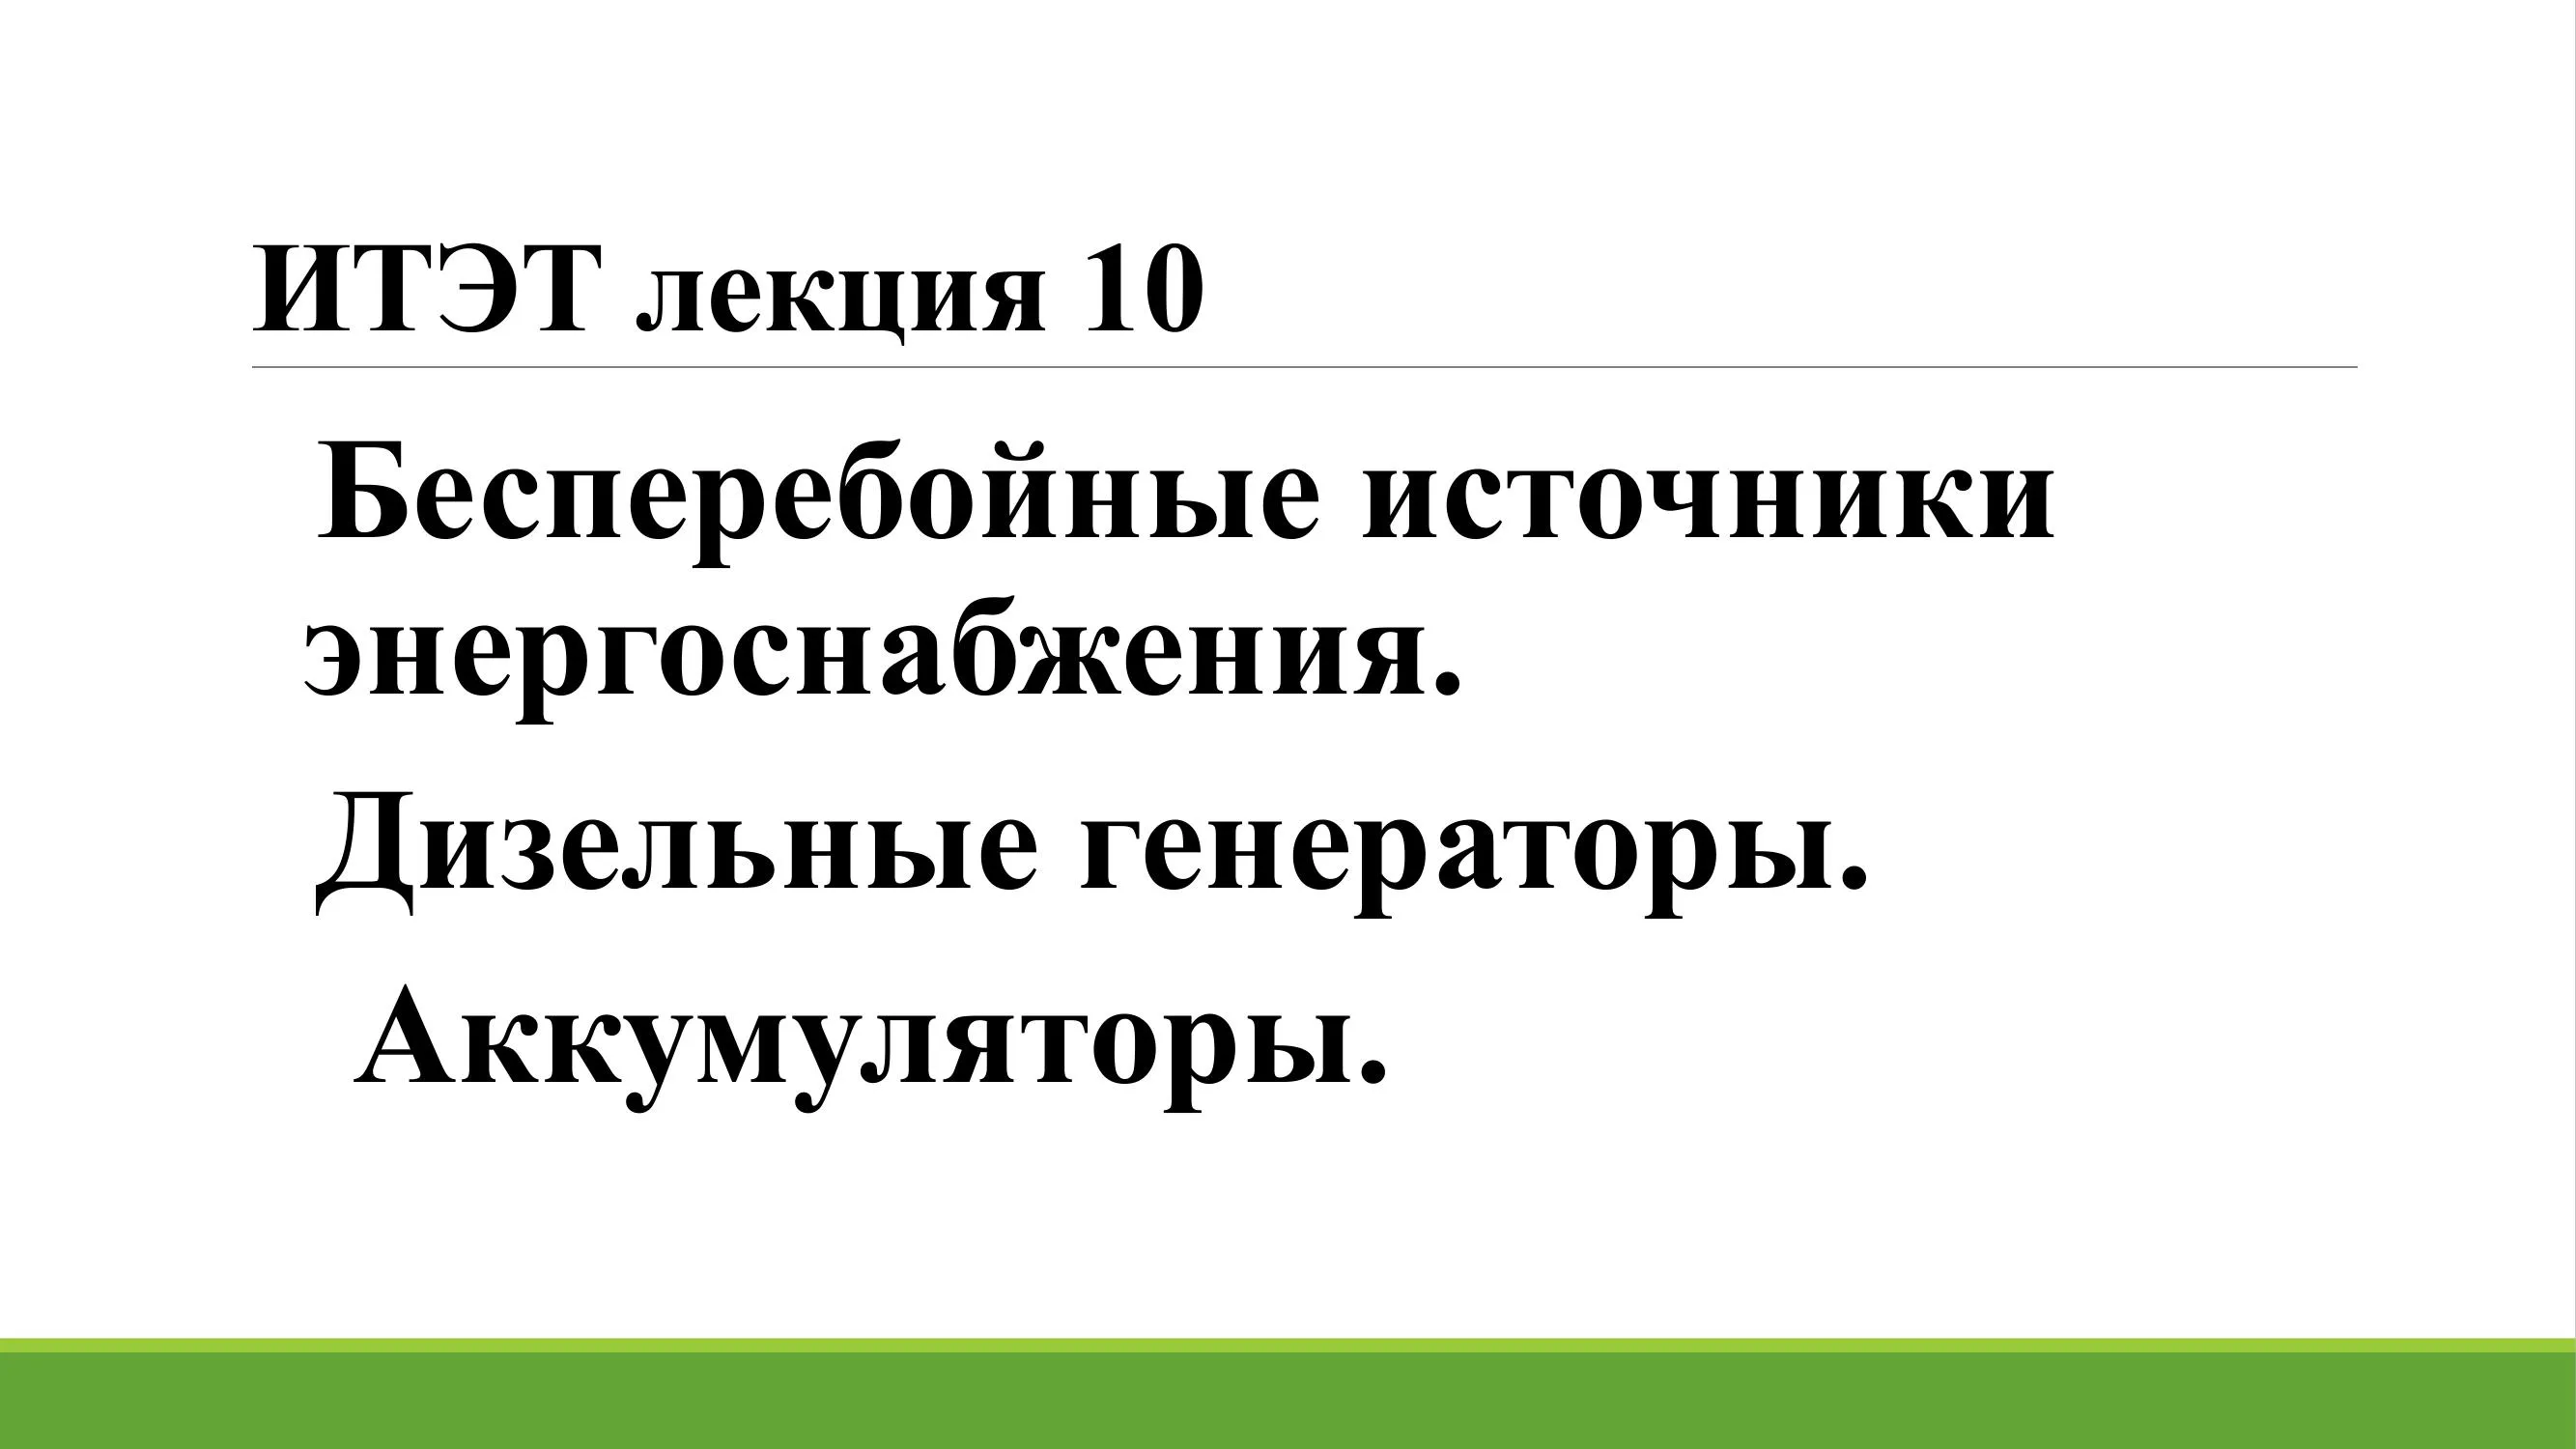 ИТЭТ лекция 10
Бесперебойные источники
энергоснабжения.
Дизельные генераторы.
Аккумуляторы.